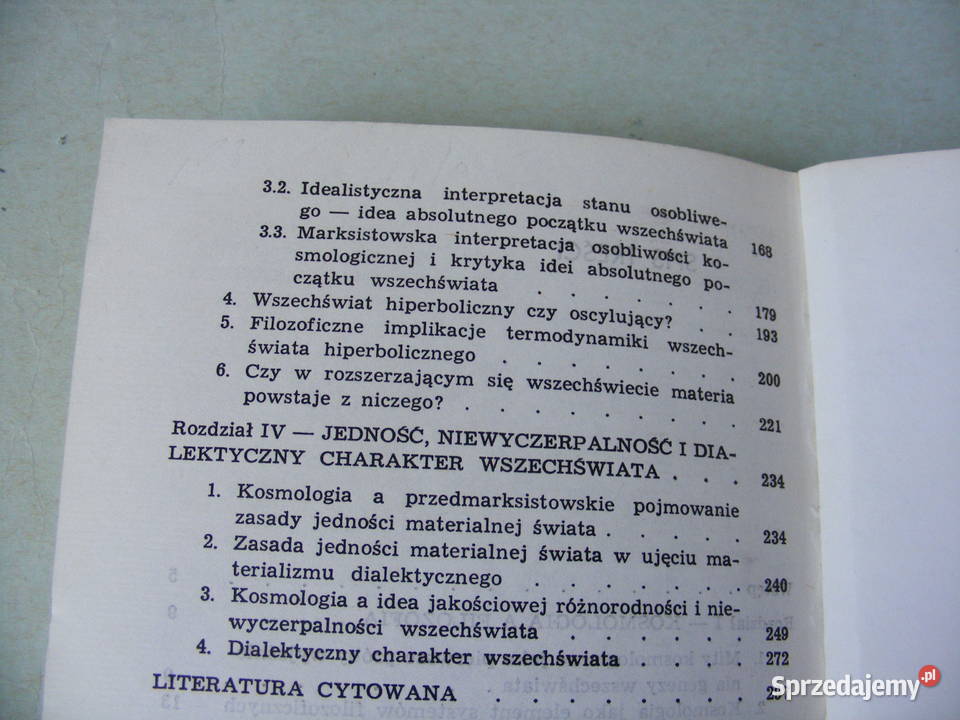 3.2. Idealistyczna interpretacja stanu osobliwe-
go — idea absolutnego początku wszechświata 168
3.3. Marksistowska interpretacja osobliwości ko-
smologicznej i krytyka idei absolutnego po-
czątku wszechświata . . . . . . 179
4. Wszechświat hiperboliczny czy oscylujący? . . 193
5. Filozoficzne implikacje termodynamiki wszech-
świata hiperbolicznego . . . . . . . . 200
6. Czy w rozszerzającym się wszechświecie materia
powstaje z niczego? . . . . . . . . 221
Rozdział IV — JEDNOŚĆ, NIEWYCZERPALNOŚĆ I DIA-
LEKTYCZNY CHARAKTER WSZECHŚWIATA . . . 234
1. Kosmologia a przedmarksistowskie pojmowanie
zasady jedności materialnej świata . . . . . 234
2. Zasada jedności materialnej świata w ujęciu ma-
terializmu dialektycznego . . . . . . . 240
3. Kosmologia a idea jakościowej różnorodności i nie-
wyczerpalności wszechświata . . . . . . 249
4. Dialektyczny charakter wszechświata . . . . 272
LITERATURA CYTOWANA . . . . . . . .
Sprzedajemy.pl